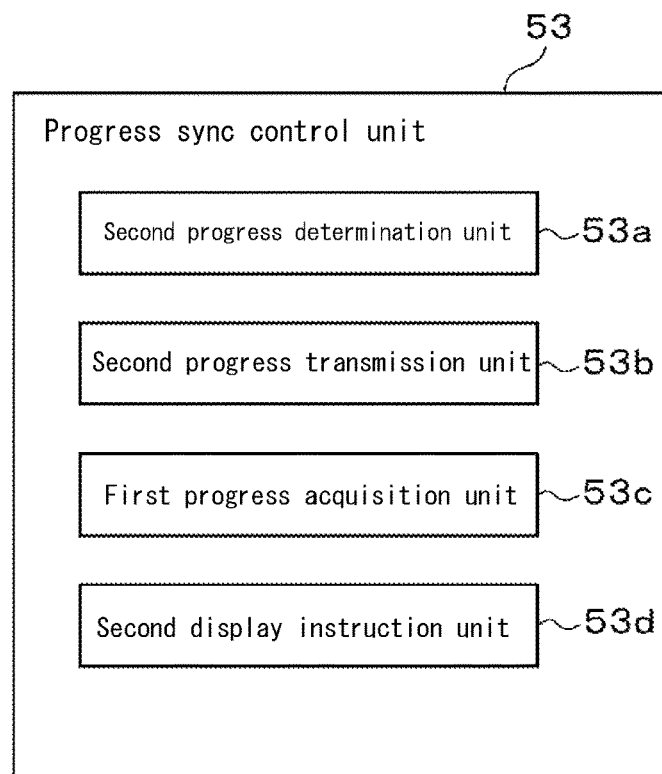 53
Progress sync control unit
Second progress determination unit 53a
Second progress transmission unit 53b
First progress acquisition unit 53c
Second display instruction unit 53d